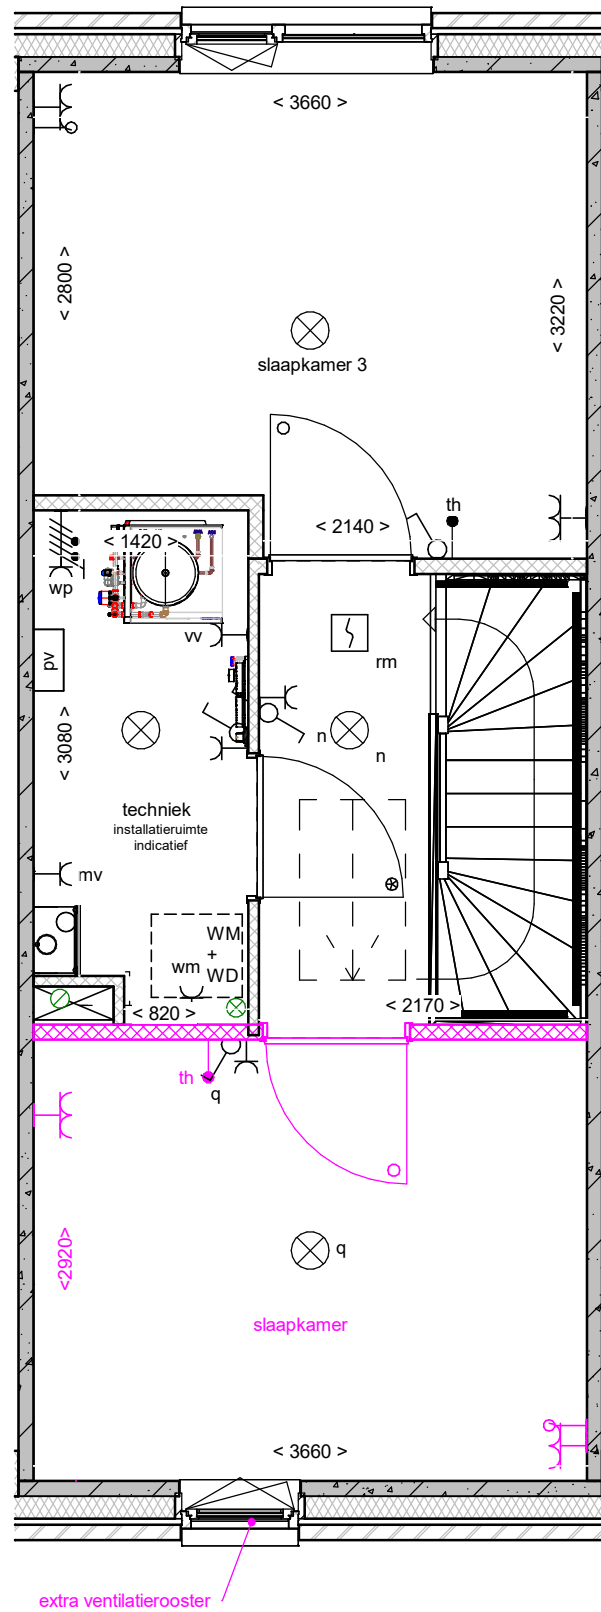 < 3660 >
< 2800 >
< 3220 >
slaapkamer 3
th
< 2140 >
< 1420 >
wp
vv
pv
rm
< 3080 >
n
n
techniek
installatieruimte
indicatief
mv
WM
+
WD
wm
< 820 >
< 2170 >
th
q
<2920>
q
slaapkamer
< 3660 >
extra ventilatierooster